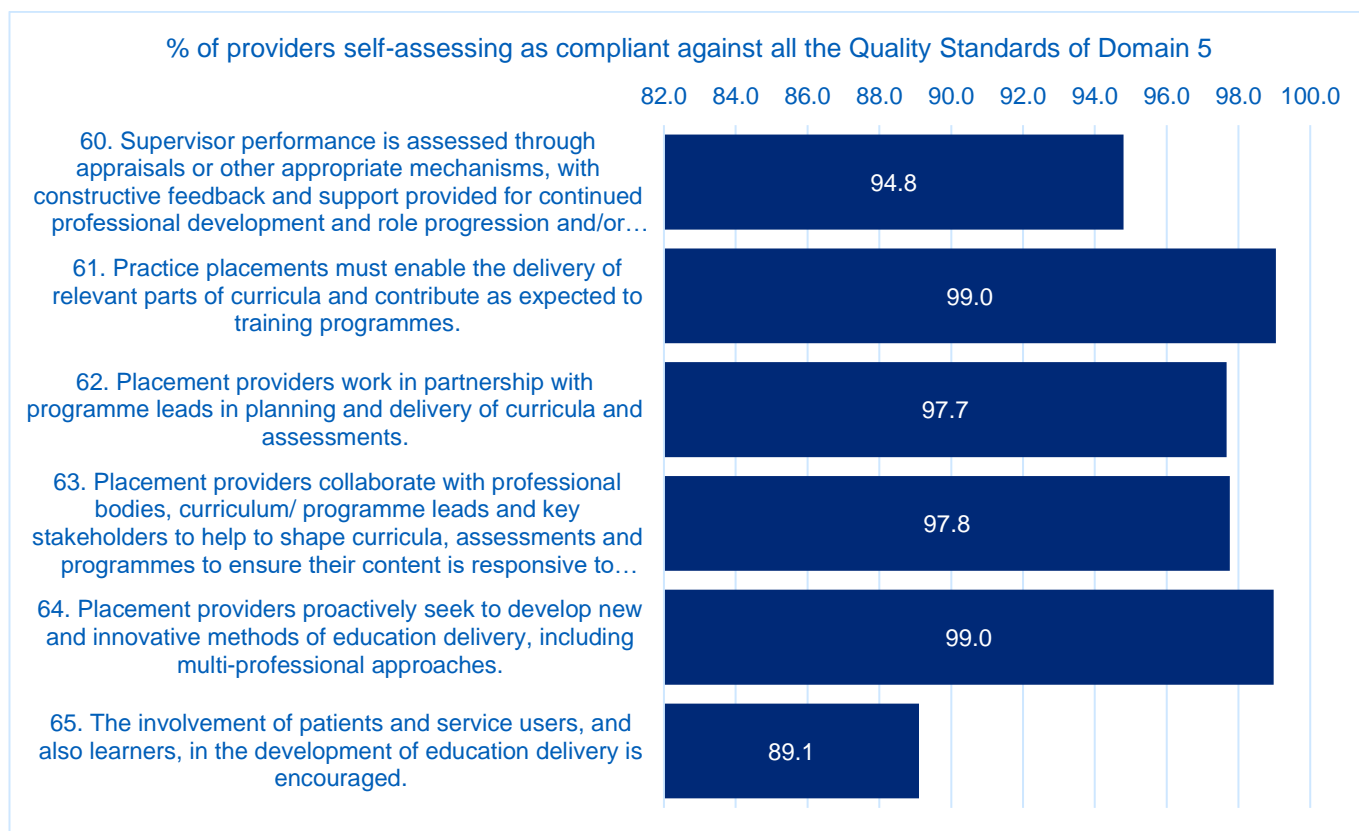 % of providers self-assessing as compliant against all the Quality Standards of Domain 5
82.0 84.0 86.0 88.0 90.0 92.0 94.0 96.0 98.0 100.0
60. Supervisor performance is assessed through
appraisals or other appropriate mechanisms, with
constructive feedback and support provided for continued
professional development and role progression and/or…
94.8
61. Practice placements must enable the delivery of
relevant parts of curricula and contribute as expected to
training programmes.
99.0
62. Placement providers work in partnership with
programme leads in planning and delivery of curricula and
assessments.
97.7
63. Placement providers collaborate with professional
bodies, curriculum/ programme leads and key
stakeholders to help to shape curricula, assessments and
programmes to ensure their content is responsive to…
97.8
64. Placement providers proactively seek to develop new
and innovative methods of education delivery, including
multi-professional approaches.
99.0
65. The involvement of patients and service users, and
also learners, in the development of education delivery is
encouraged.
89.1